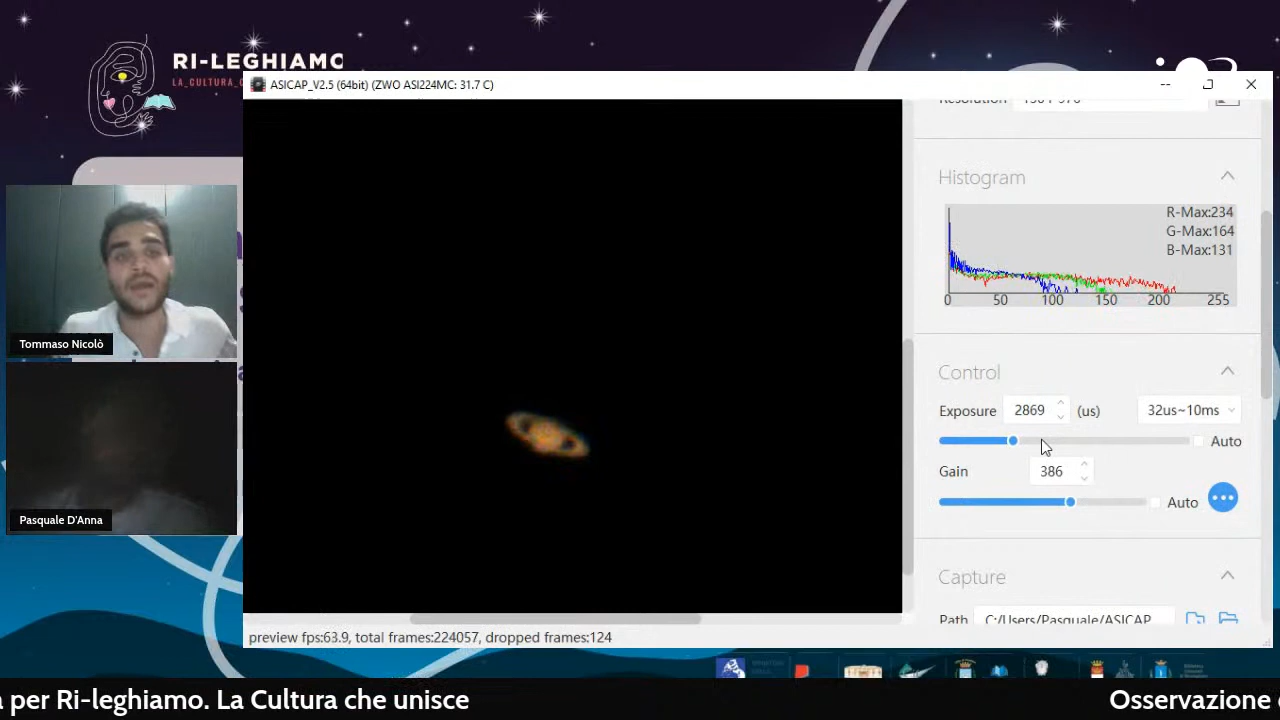 RI-LEGHIAMO
LA_CULTURA_
ASICAP_V2.5 (64bit) (ZWO ASI224MC: 31.7 C)
Resolution
Histogram
R-Max:234
G-Max:164
B-Max:131
0 50 100 150 200 255
Control
Exposure 2869 (us) 32us~10ms
Auto
Gain 386
Auto
Capture
Path C:/Users/Pasquale/ASICAP
Tommaso Nicolò
Pasquale D'Anna
preview fps:63.9, total frames:224057, dropped frames:124
a per Ri-leghiamo. La Cultura che unisce
Osservazione